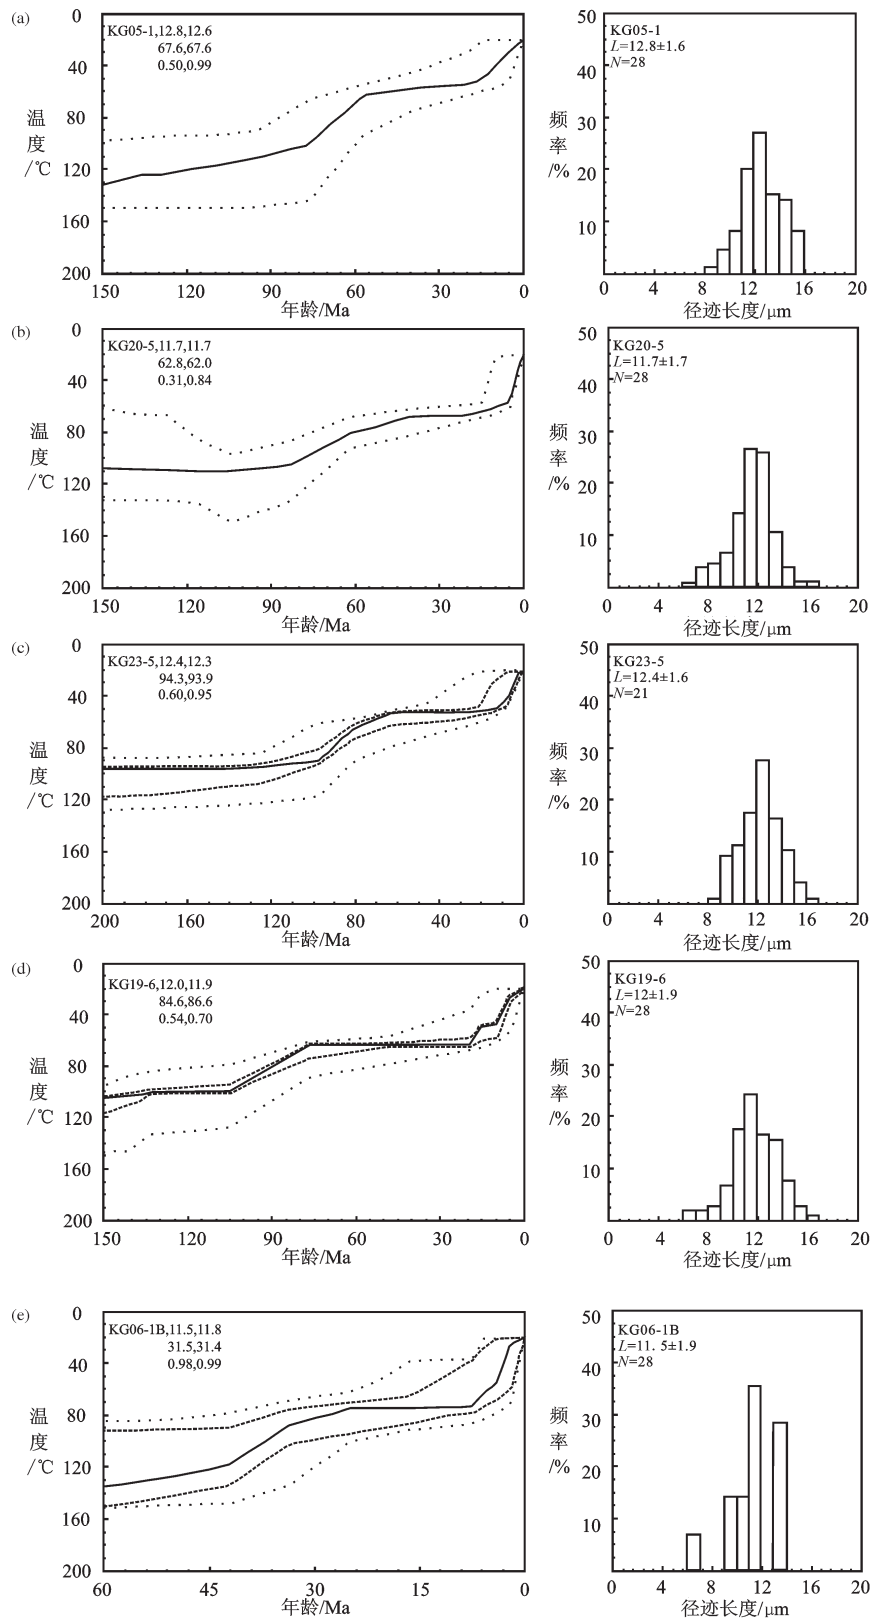 (a)
0
40
80
120
160
200
温
度
/℃
KG05-1,12.8,12.6
67.6,67.6
0.50,0.99
150 120 90 60 30 0
年龄/Ma
50
40
30
20
10
频
率
/%
KG05-1
L=12.8±1.6
N=28
0 4 8 12 16 20
径迹长度/μm
(b)
0
40
80
120
160
200
温
度
/℃
KG20-5,11.7,11.7
62.8,62.0
0.31,0.84
150 120 90 60 30 0
年龄/Ma
50
40
30
20
10
频
率
/%
KG20-5
L=11.7±1.7
N=28
0 4 8 12 16 20
径迹长度/μm
(c)
0
40
80
120
160
200
温
度
/℃
KG23-5,12.4,12.3
94.3,93.9
0.60,0.95
200 160 120 80 40 0
年龄/Ma
50
40
30
20
10
频
率
/%
KG23-5
L=12.4±1.6
N=21
0 4 8 12 16 20
径迹长度/μm
(d)
0
40
80
120
160
200
温
度
/℃
KG19-6,12.0,11.9
84.6,86.6
0.54,0.70
150 120 90 60 30 0
年龄/Ma
50
40
30
20
10
频
率
/%
KG19-6
L=12±1.9
N=28
0 4 8 12 16 20
径迹长度/μm
(e)
0
40
80
120
160
200
温
度
/℃
KG06-1B,11.5,11.8
31.5,31.4
0.98,0.99
60 45 30 15 0
年龄/Ma
50
40
30
20
10
频
率
/%
KG06-1B
L=11. 5±1.9
N=28
0 4 8 12 16 20
径迹长度/μm